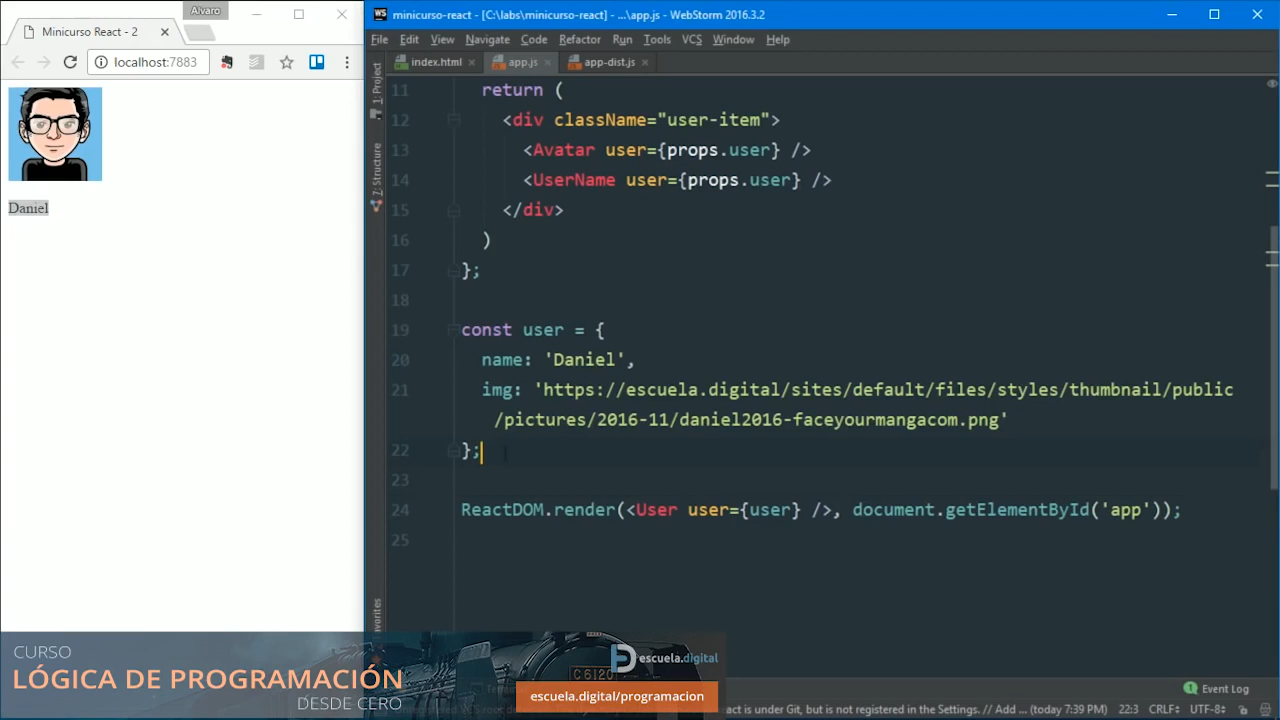 Alvaro
Minicurso React - 2
localhost:7883
Daniel
WS minicurso-react - [C:\labs\minicurso-react] - ...\app.js - WebStorm 2016.3.2
File Edit View Navigate Code Refactor Run Tools VCS Window Help
index.html app.js app-dist.js
1: Project
7: Structure
11 return (
12 <div className="user-item">
13 <Avatar user={props.user} />
14 <UserName user={props.user} />
15 </div>
16 )
17 };
18
19 const user = {
20 name: 'Daniel',
21 img: 'https://escuela.digital/sites/default/files/styles/thumbnail/public
/pictures/2016-11/daniel2016-faceyourmangacom.png'
22 };
23
24 ReactDOM.render(<User user={user} />, document.getElementById('app'));
25
CURSO
LÓGICA DE PROGRAMACIÓN
DESDE CERO
C6120
escuela.digital
escuela.digital/programacion
Event Log
is under Git, but is not registered in the Settings. // Add ... (today 7:39 PM) 22:3 CRLF÷ UTF-8÷